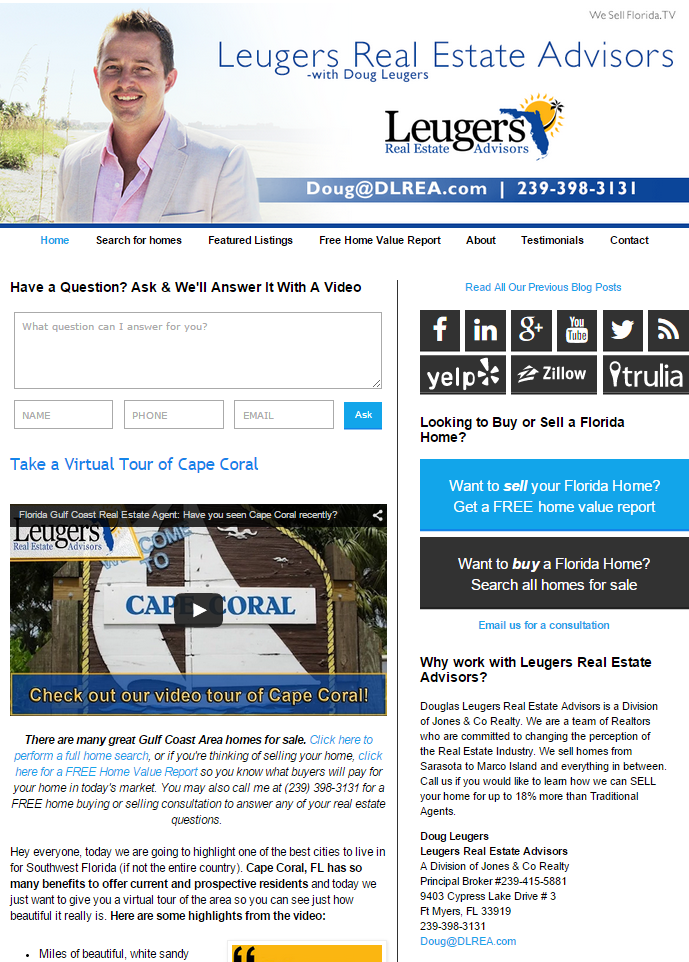 We Sell Florida.TV
Leugers Real Estate Advisors
-with Doug Leugers
Leugers
Real Estate Advisors
Doug@DLREA.com | 239-398-3131
Home Search for homes Featured Listings Free Home Value Report About Testimonials Contact
Have a Question? Ask & We'll Answer It With A Video
What question can I answer for you?
NAME PHONE EMAIL Ask
Take a Virtual Tour of Cape Coral
Florida Gulf Coast Real Estate Agent: Have you seen Cape Coral recently?
Leugers
Real Estate Advisors
WELCOME
TO
CAPE CORAL
Check out our video tour of Cape Coral!
There are many great Gulf Coast Area homes for sale. Click here to
perform a full home search, or if you're thinking of selling your home, click
here for a FREE Home Value Report so you know what buyers will pay for
your home in today's market. You may also call me at (239) 398-3131 for a
FREE home buying or selling consultation to answer any of your real estate
questions.
Hey everyone, today we are going to highlight one of the best cities to live in
for Southwest Florida (if not the entire country). Cape Coral, FL has so
many benefits to offer current and prospective residents and today we
just want to give you a virtual tour of the area so you can see just how
beautiful it really is. Here are some highlights from the video:
• Miles of beautiful, white sandy
“
Read All Our Previous Blog Posts
f in g+ You Tube
yelp Zillow trulia
Looking to Buy or Sell a Florida
Home?
Want to sell your Florida Home?
Get a FREE home value report
Want to buy a Florida Home?
Search all homes for sale
Email us for a consultation
Why work with Leugers Real Estate
Advisors?
Douglas Leugers Real Estate Advisors is a Division
of Jones & Co Realty. We are a team of Realtors
who are committed to changing the perception of
the Real Estate Industry. We sell homes from
Sarasota to Marco Island and everything in between.
Call us if you would like to learn how we can SELL
your home for up to 18% more than Traditional
Agents.
Doug Leugers
Leugers Real Estate Advisors
A Division of Jones & Co Realty
Principal Broker #239-415-5881
9403 Cypress Lake Drive # 3
Ft Myers, FL 33919
239-398-3131
Doug@DLREA.com